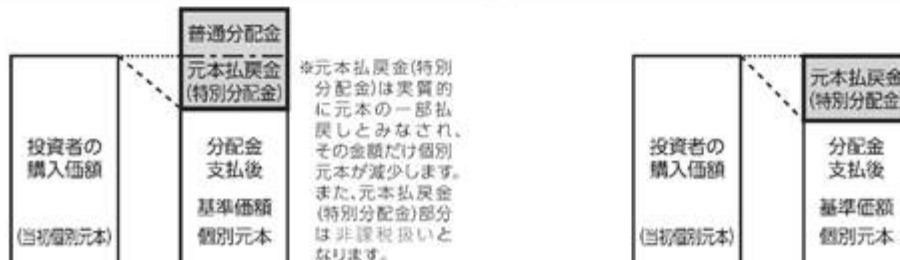 普通分配金
元本払戻金
(特別分配金)
投資者の
購入価額
(当初個別元本)
分配金
支払後
基準価額
個別元本
※元本払戻金(特別
分配金)は実質的
に元本の一部払
戻しとみなされ、
その金額だけ個別
元本が減少します。
また、元本払戻金
(特別分配金)部分
は非課税扱いと
なります。
投資者の
購入価額
(当初個別元本)
元本払戻金
(特別分配金
分配金
支払後
基準価額
個別元本